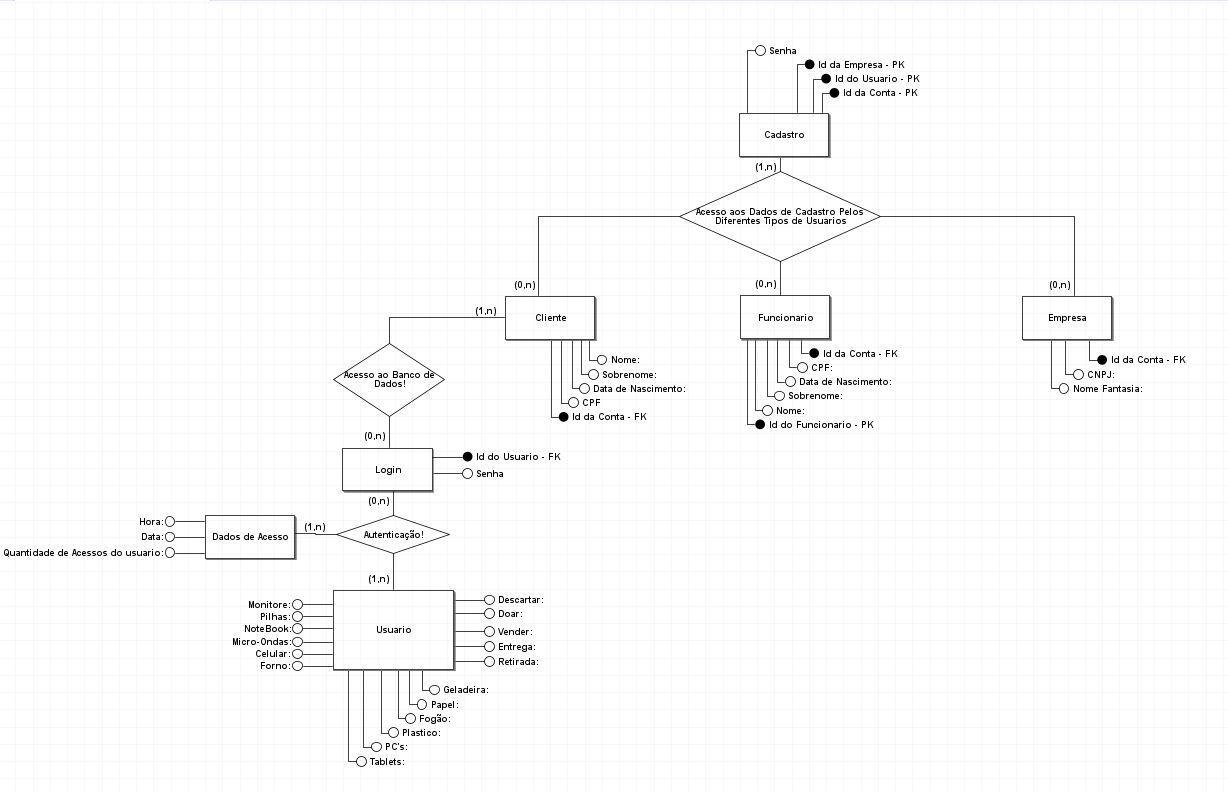 Senha
Id da Empresa - PK
Id do Usuario - PK
Id da Conta - PK
Cadastro
(1,n)
Acesso aos Dados de Cadastro Pelos
Diferentes Tipos de Usuarios
(0,n)
(0,n)
(0,n)
(1,n)
Cliente
Funcionario
Empresa
Nome:
Sobrenome:
Data de Nascimento:
CPF
Id da Conta - FK
Id da Conta - FK
CPF:
Data de Nascimento:
Sobrenome:
Nome:
Id do Funcionario - PK
Id da Conta - FK
CNPJ:
Nome Fantasia:
Acesso ao Banco de
Dados!
(0,n)
Login
Id do Usuario - FK
Senha
(0,n)
Hora:
Data:
Quantidade de Acessos do usuario:
Dados de Acesso
(1,n)
Autenticação!
(1,n)
Monitore:
Pilhas:
NoteBook:
Micro-Ondas:
Celular:
Forno:
Usuario
Descartar:
Doar:
Vender:
Entrega:
Retirada:
Geladeira:
Papel:
Fogão:
Plastico:
PC's:
Tablets: